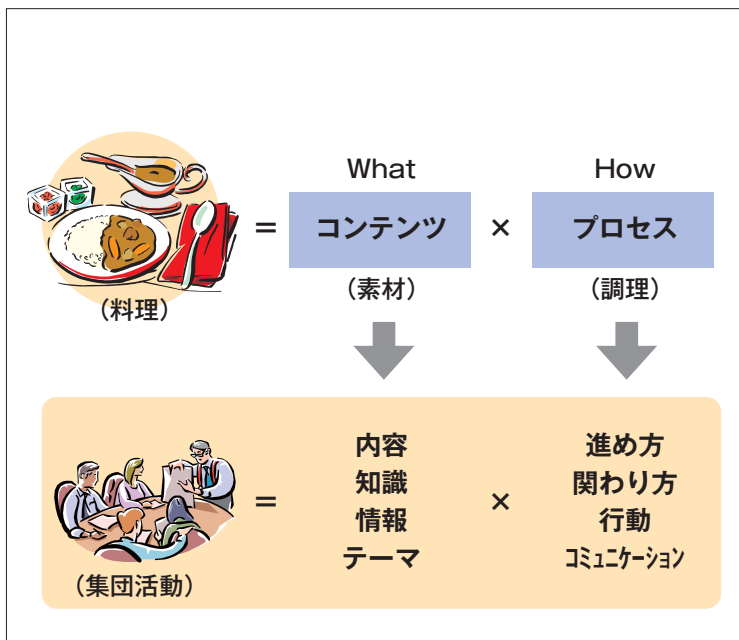 What
How
=
コンテンツ
×
プロセス
(料理)
(素材)
(調理)
内容
知識
情報
テーマ
=
×
進め方
関わり方
行動
コミュニケーション
(集団活動)